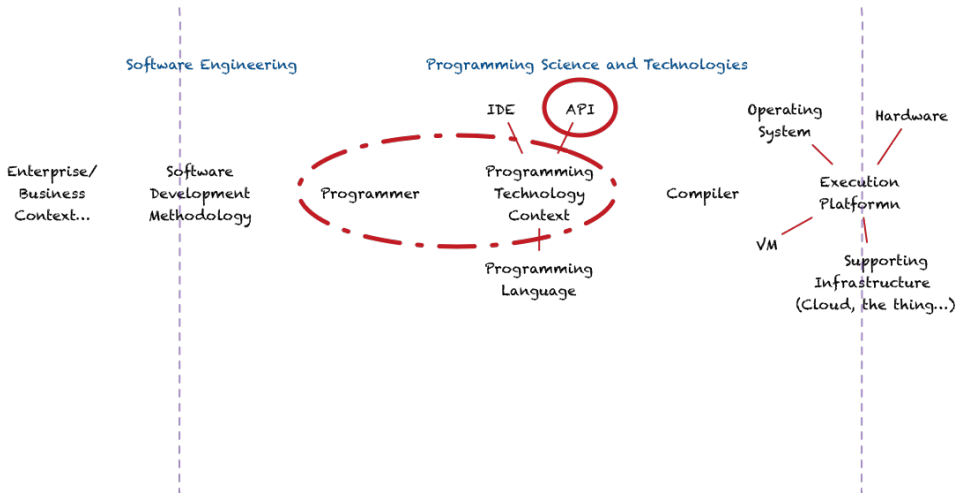 Software Engineering
Programming Science and Technologies
IDE
API
Operating
System
Hardware
Enterprise/
Business
Context...
Software
Development
Methodology
Programmer
Programming
Technology
Context
Compiler
Execution
Platformn
VM
Programming
Language
Supporting
Infrastructure
(Cloud, the thing...)